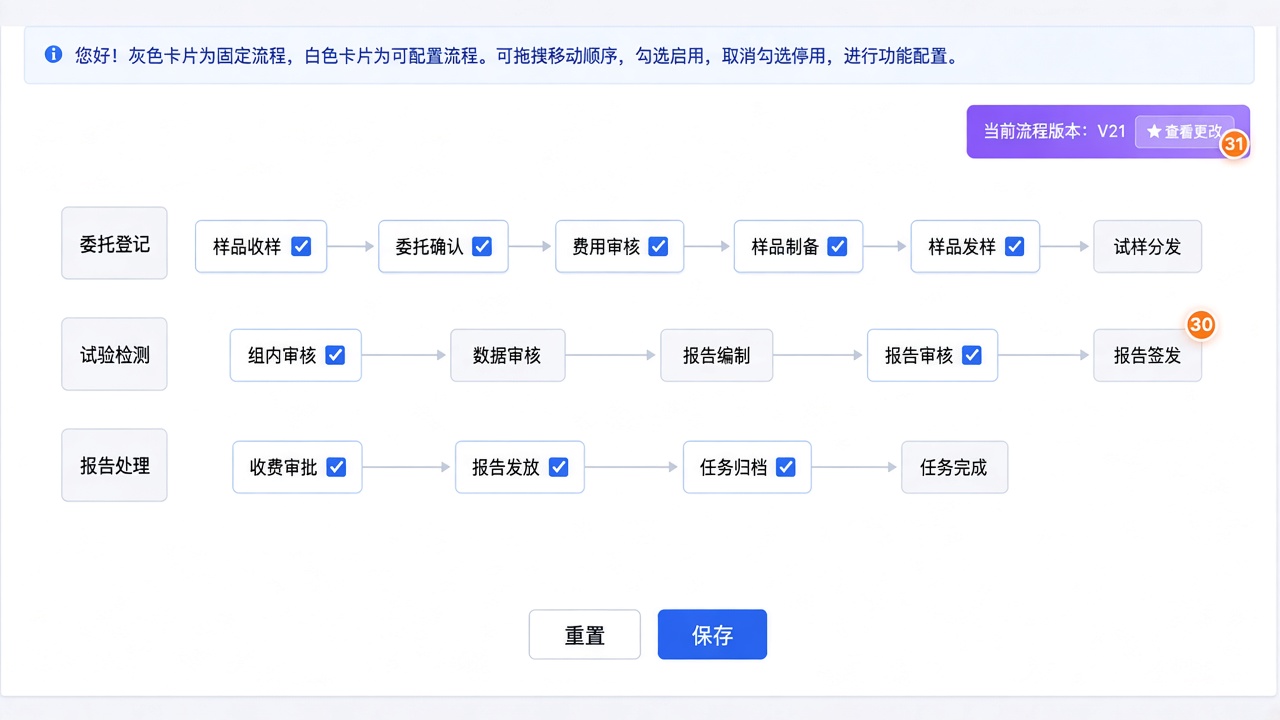 您好！灰色卡片为固定流程，白色卡片为可配置流程。可拖搜移动顺序，勾选启用，取消勾选停用，进行功能配置。
当前流程版本：V21 ★查看更改
31
委托登记 样品收样 委托确认 费用审核 样品制备 样品发样 试样分发
30
试验检测 组内审核 数据审核 报告编制 报告审核 报告签发
报告处理 收费审批 报告发放 任务归档 任务完成
重置 保存